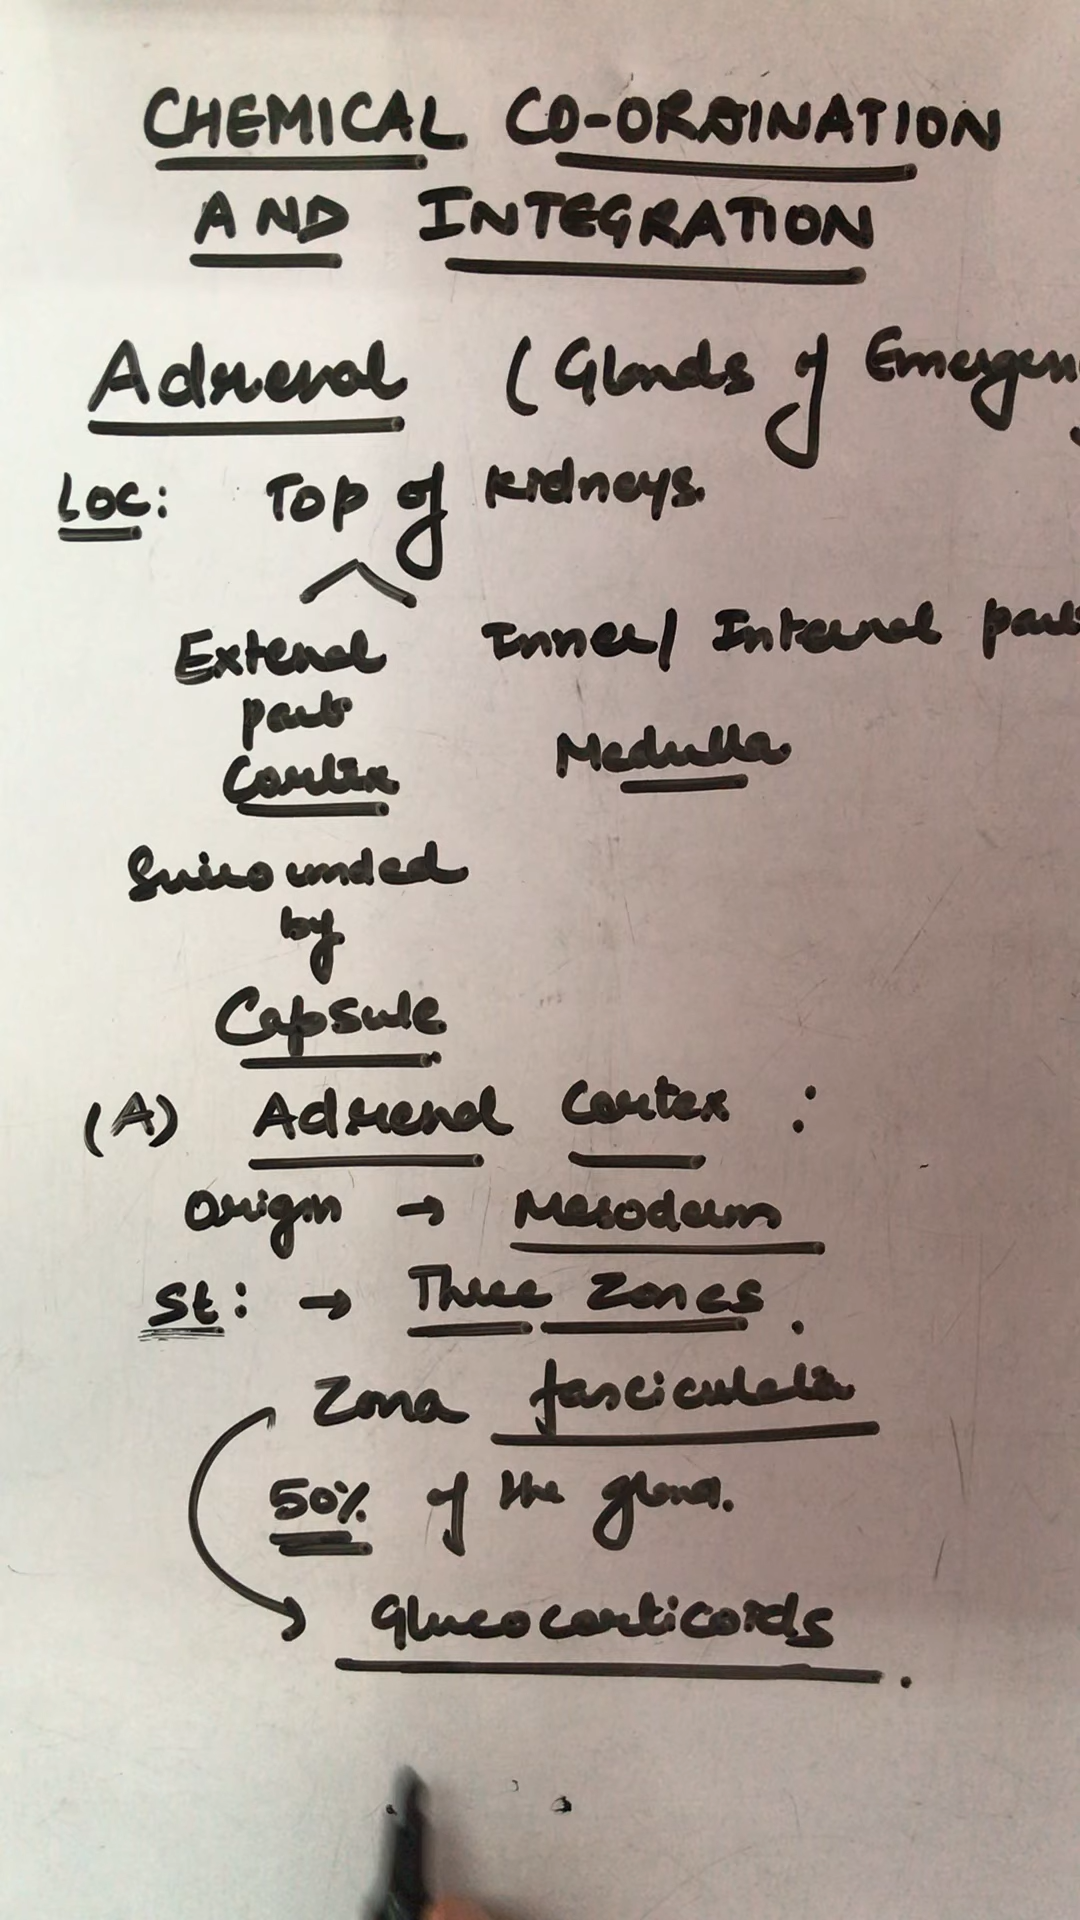 CHEMICAL CO-ORDINATION
AND INTEGRATION
Adrenal (Glands of Emergen
Loc: Top of kidneys.
External Inner/ Internal part
part
Cortex Medulla
Surrounded
by
Capsule
(A) Adrenal Cortex :
Origin → Mesoderm
St: → Three Zones.
Zona fasciculata
50% of the gland.
Glucocorticoids.